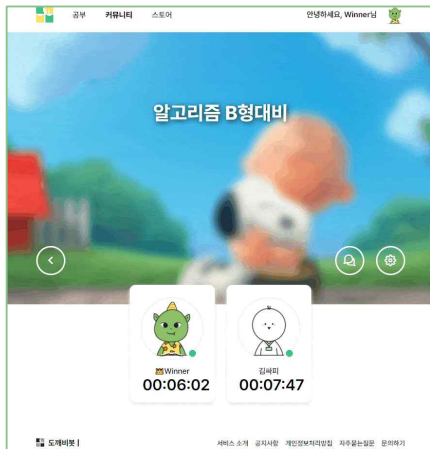 공부 커뮤니티 스토어 안녕하세요, Winner님
알고리즘 B형대비
Winner 김싸피
00:06:02 00:07:47
도깨비봇 | 서비스 소개 공지사항 개인정보처리방침 자주묻는질문 문의하기